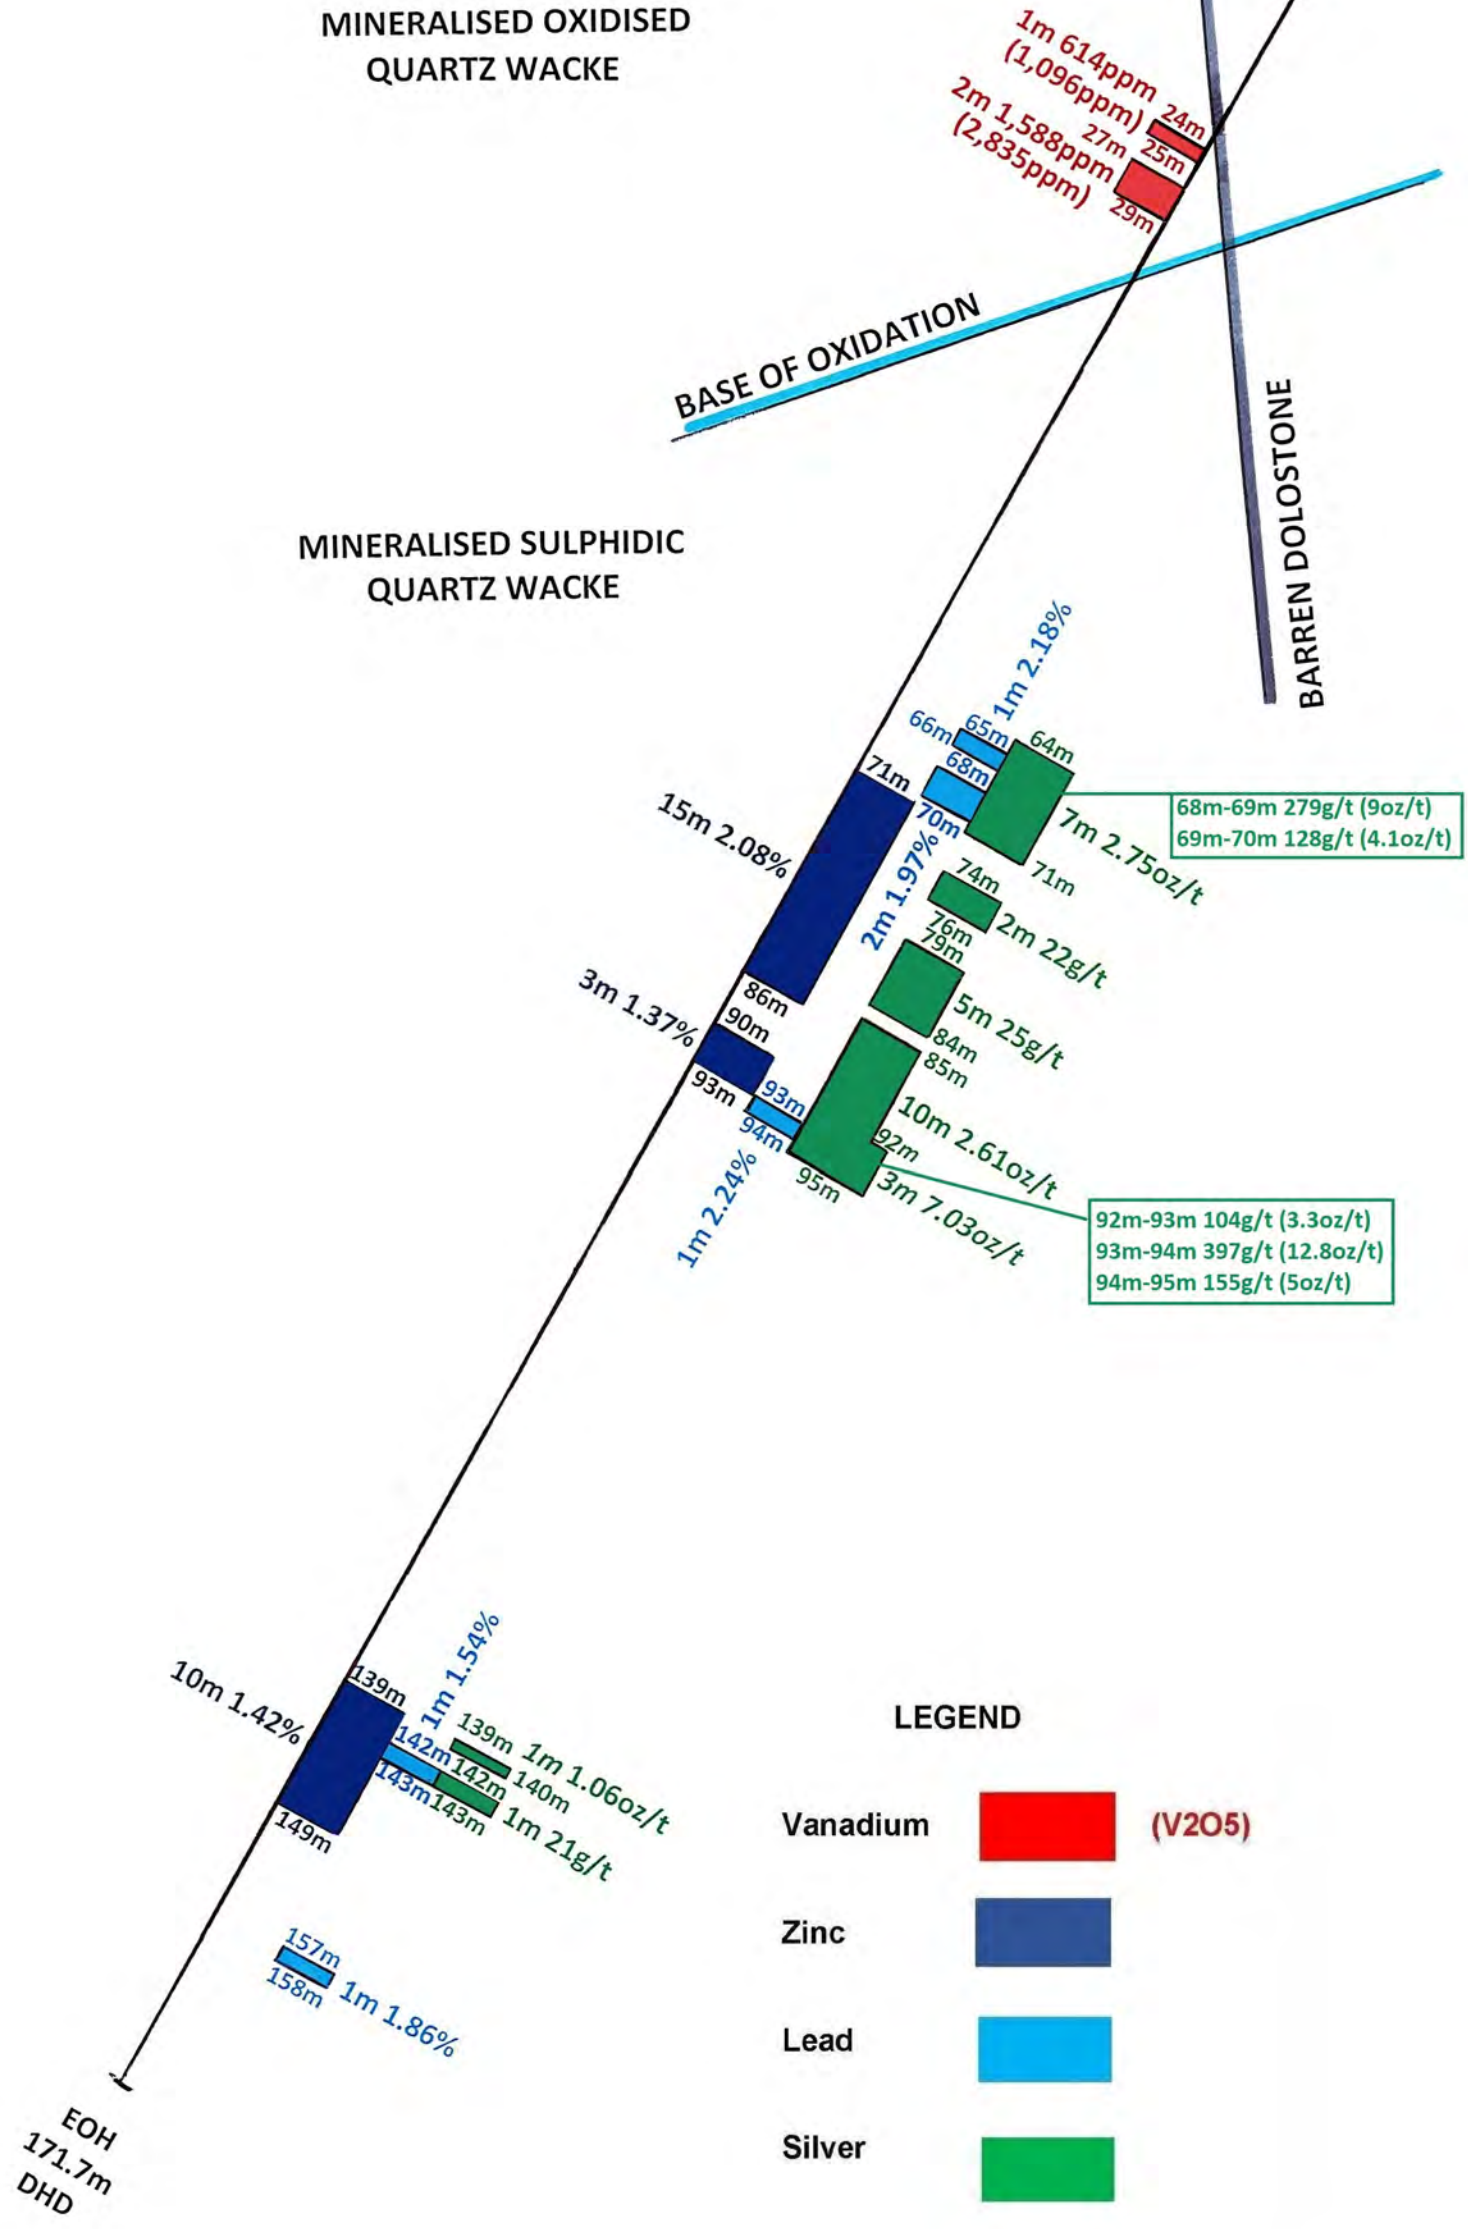 MINERALISED OXIDISED
QUARTZ WACKE
1m 614ppm
(1,096ppm)
24m
25m
2m 1,588ppm
(2,835ppm)
27m
29m
BASE OF OXIDATION
BARREN DOLOSTONE
MINERALISED SULPHIDIC
QUARTZ WACKE
1m 2.18%
65m
66m
64m
68m
70m
2m 1.97%
71m
7m 2.75oz/t
68m-69m 279g/t (9oz/t)
69m-70m 128g/t (4.1oz/t)
71m
15m 2.08%
86m
74m
76m
2m 22g/t
79m
84m
5m 25g/t
3m 1.37%
90m
93m
85m
10m 2.61oz/t
92m
93m
94m
1m 2.24%
95m
3m 7.03oz/t
92m-93m 104g/t (3.3oz/t)
93m-94m 397g/t (12.8oz/t)
94m-95m 155g/t (5oz/t)
10m 1.42%
139m
149m
1m 1.54%
142m
143m
139m
140m
1m 1.06oz/t
142m
143m
1m 21g/t
157m
158m
1m 1.86%
EOH
171.7m
DHD
LEGEND
Vanadium
(V2O5)
Zinc
Lead
Silver